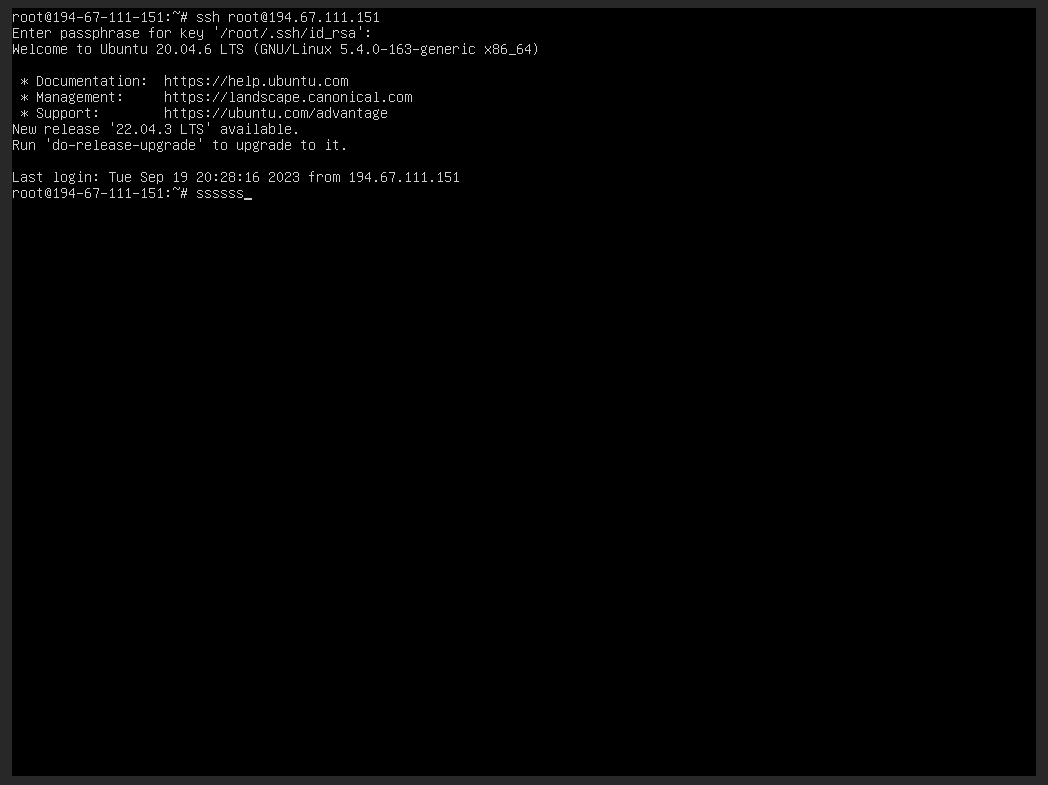 root@194-67-111-151:~# ssh root@194.67.111.151
Enter passphrase for key '/root/.ssh/id_rsa':
Welcome to Ubuntu 20.04.6 LTS (GNU/Linux 5.4.0-163-generic x86_64)

 * Documentation:  https://help.ubuntu.com
 * Management:     https://landscape.canonical.com
 * Support:        https://ubuntu.com/advantage
New release '22.04.3 LTS' available.
Run 'do-release-upgrade' to upgrade to it.

Last login: Tue Sep 19 20:28:16 2023 from 194.67.111.151
root@194-67-111-151:~# ssssss_